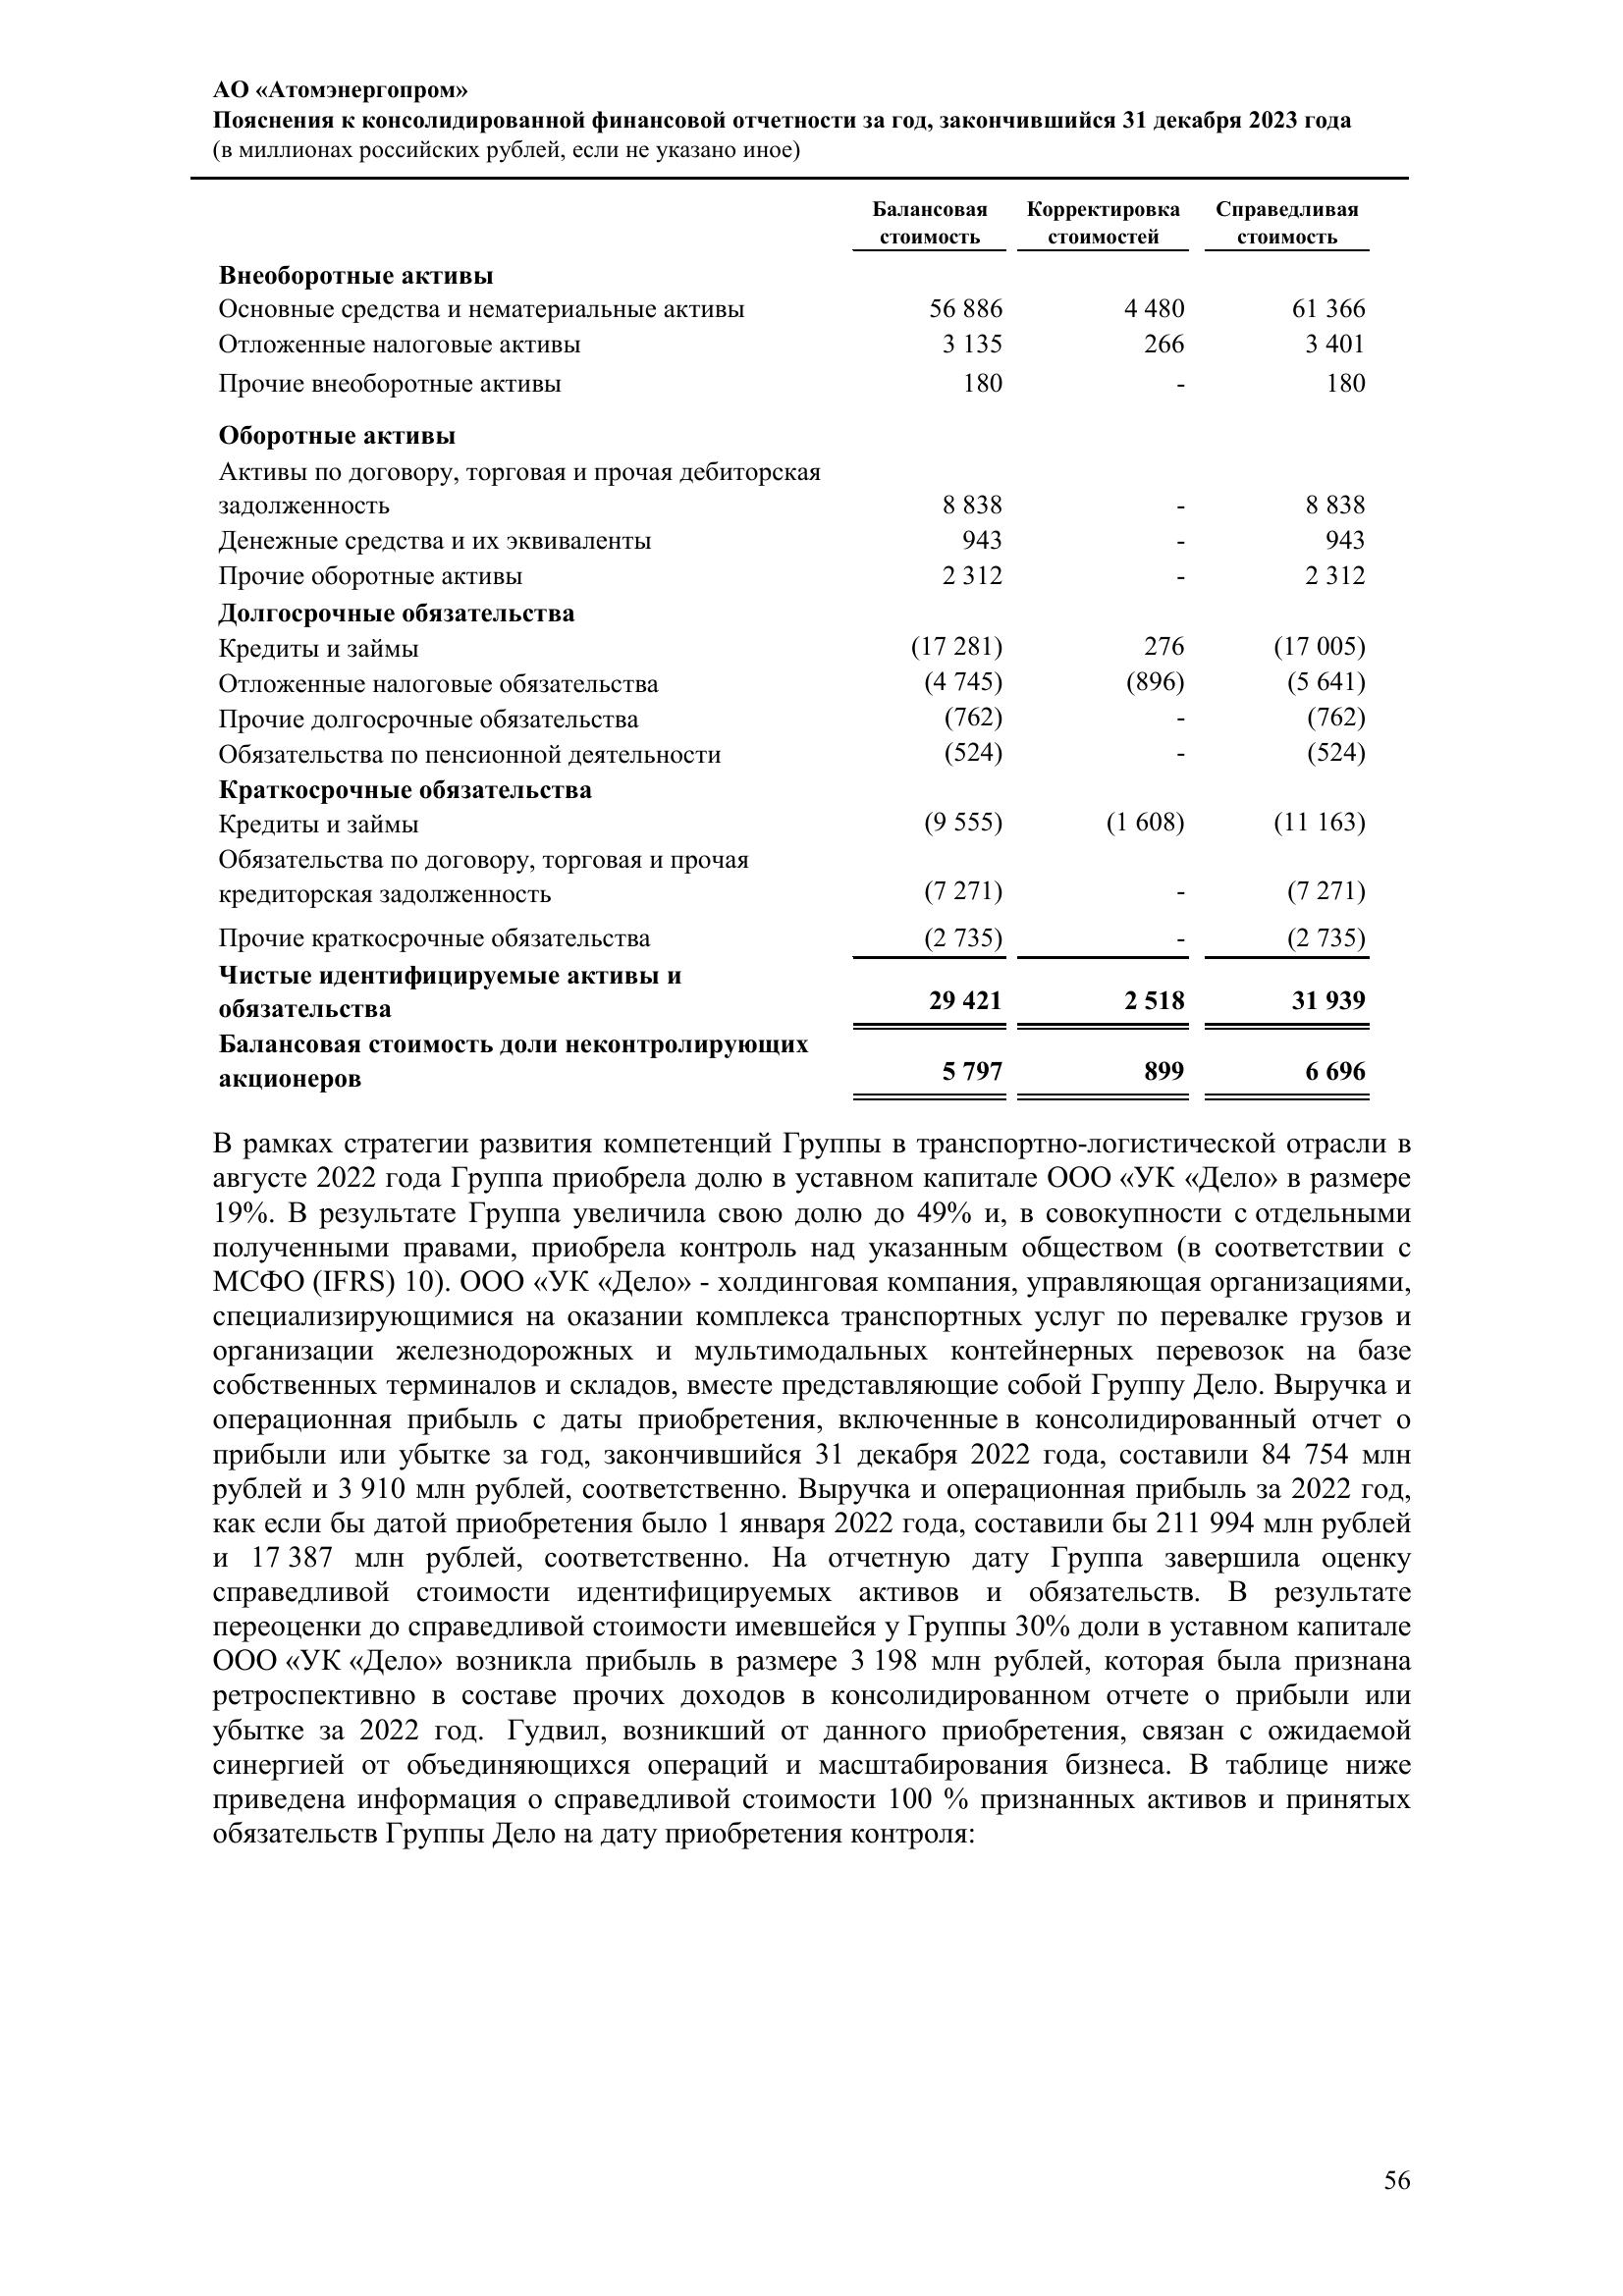 АО «Атомэнергопром»
Пояснения к консолидированной финансовой отчетности за год, закончившийся 31 декабря 2023 года
(в миллионах российских рублей, если не указано иное)
Балансовая стоимость Корректировка стоимостей Справедливая стоимость
Внеоборотные активы
Основные средства и нематериальные активы 56 886 4 480 61 366
Отложенные налоговые активы 3 135 266 3 401
Прочие внеоборотные активы 180 - 180
Оборотные активы
Активы по договору, торговая и прочая дебиторская
задолженность 8 838 - 8 838
Денежные средства и их эквиваленты 943 - 943
Прочие оборотные активы 2 312 - 2 312
Долгосрочные обязательства
Кредиты и займы (17 281) 276 (17 005)
Отложенные налоговые обязательства (4 745) (896) (5 641)
Прочие долгосрочные обязательства (762) - (762)
Обязательства по пенсионной деятельности (524) - (524)
Краткосрочные обязательства
Кредиты и займы (9 555) (1 608) (11 163)
Обязательства по договору, торговая и прочая
кредиторская задолженность (7 271) - (7 271)
Прочие краткосрочные обязательства (2 735) - (2 735)
Чистые идентифицируемые активы и
обязательства 29 421 2 518 31 939
Балансовая стоимость доли неконтролирующих
акционеров 5 797 899 6 696
В рамках стратегии развития компетенций Группы в транспортно-логистической отрасли в
августе 2022 года Группа приобрела долю в уставном капитале ООО «УК «Дело» в размере
19%. В результате Группа увеличила свою долю до 49% и, в совокупности с отдельными
полученными правами, приобрела контроль над указанным обществом (в соответствии с
МСФО (IFRS) 10). ООО «УК «Дело» - холдинговая компания, управляющая организациями,
специализирующимися на оказании комплекса транспортных услуг по перевалке грузов и
организации железнодорожных и мультимодальных контейнерных перевозок на базе
собственных терминалов и складов, вместе представляющие собой Группу Дело. Выручка и
операционная прибыль с даты приобретения, включенные в консолидированный отчет о
прибыли или убытке за год, закончившийся 31 декабря 2022 года, составили 84 754 млн
рублей и 3 910 млн рублей, соответственно. Выручка и операционная прибыль за 2022 год,
как если бы датой приобретения было 1 января 2022 года, составили бы 211 994 млн рублей
и 17 387 млн рублей, соответственно. На отчетную дату Группа завершила оценку
справедливой стоимости идентифицируемых активов и обязательств. В результате
переоценки до справедливой стоимости имевшейся у Группы 30% доли в уставном капитале
ООО «УК «Дело» возникла прибыль в размере 3 198 млн рублей, которая была признана
ретроспективно в составе прочих доходов в консолидированном отчете о прибыли или
убытке за 2022 год. Гудвил, возникший от данного приобретения, связан с ожидаемой
синергией от объединяющихся операций и масштабирования бизнеса. В таблице ниже
приведена информация о справедливой стоимости 100 % признанных активов и принятых
обязательств Группы Дело на дату приобретения контроля:
56